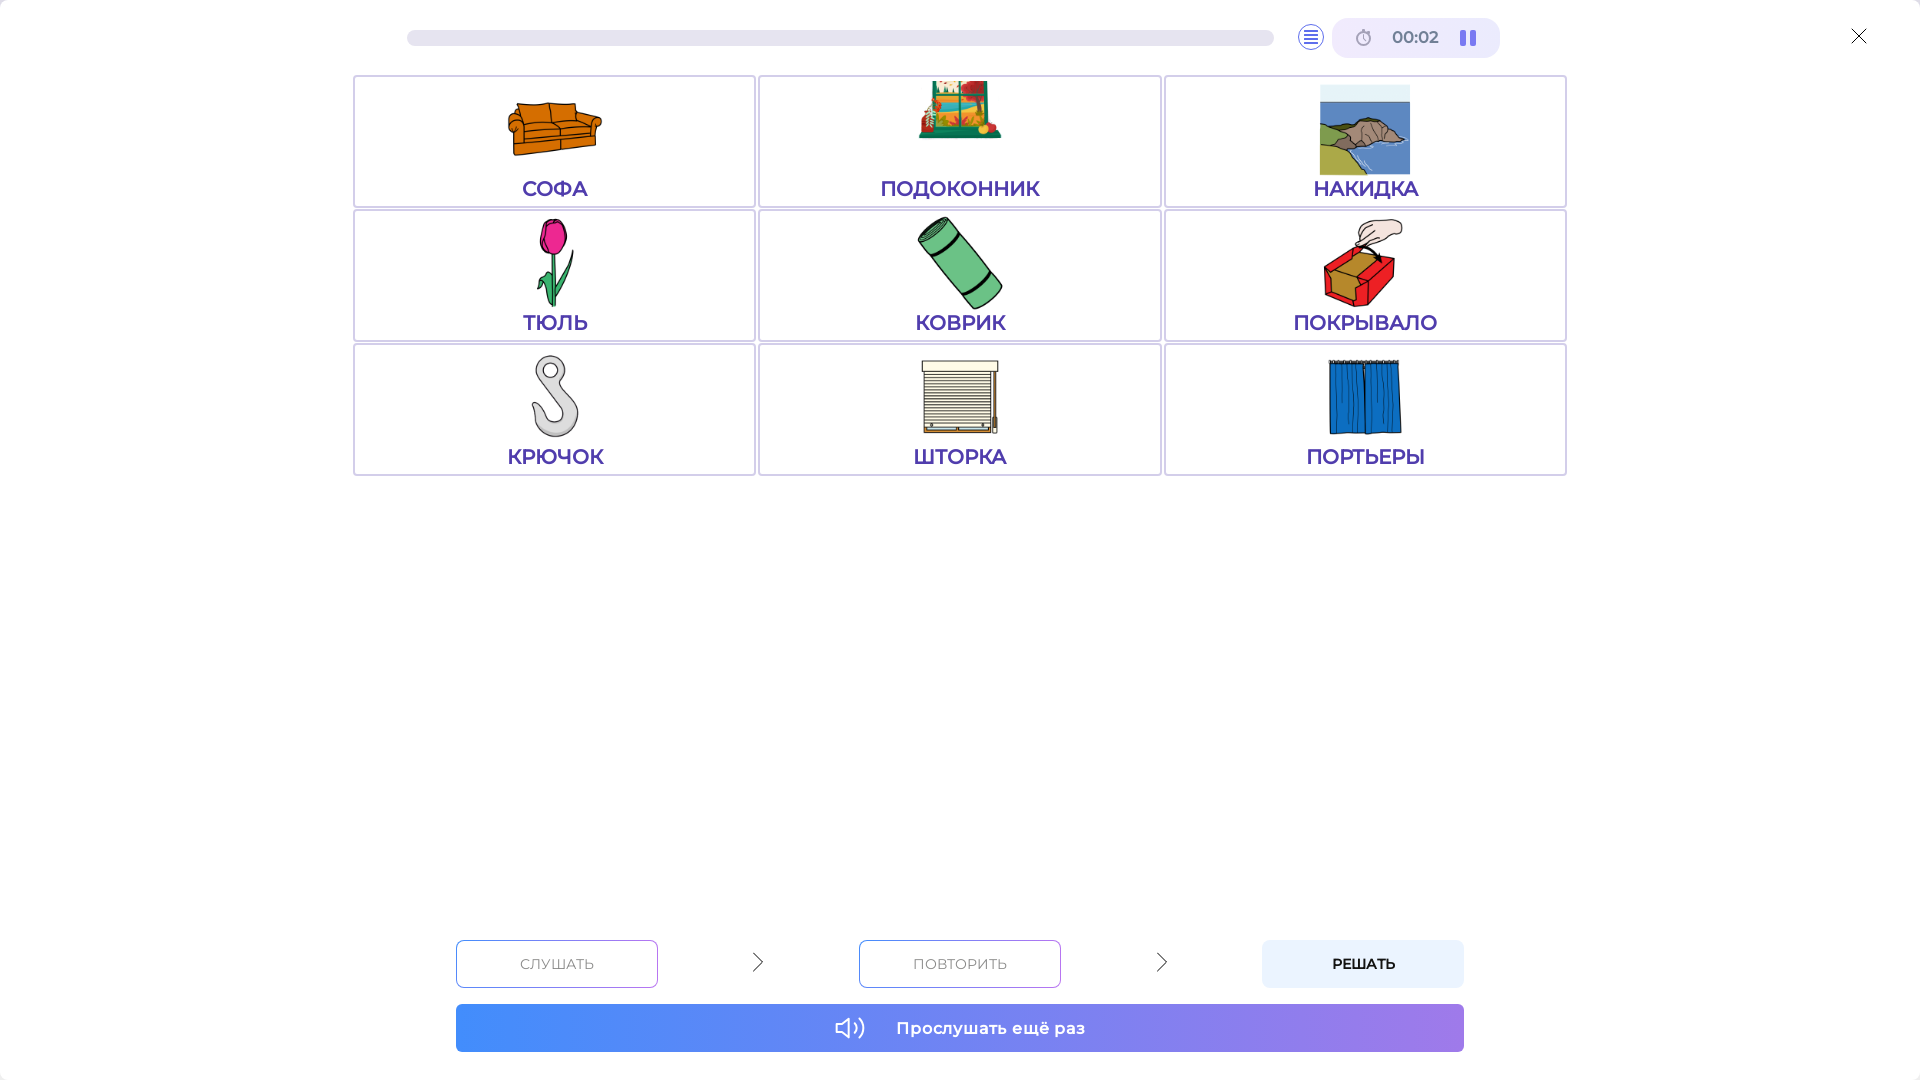 00:02
СОФА
ПОДОКОННИК
НАКИДКА
ТЮЛЬ
КОВРИК
ПОКРЫВАЛО
КРЮЧОК
ШТОРКА
ПОРТЬЕРЫ
СЛУШАТЬ
ПОВТОРИТЬ
РЕШАТЬ
Прослушать ещё раз